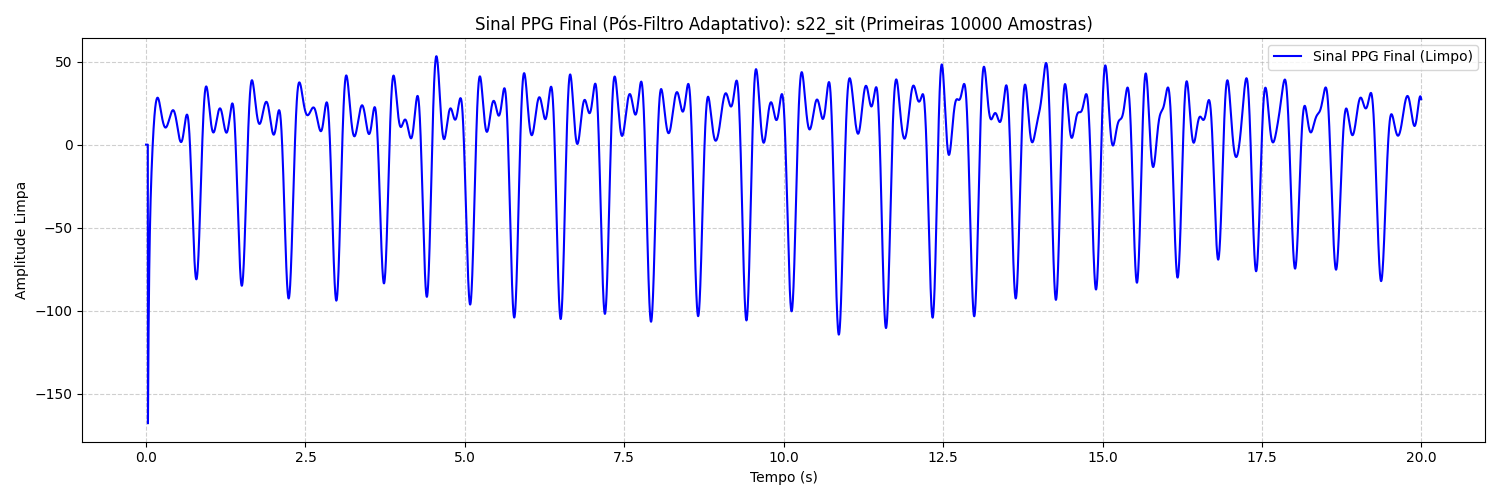 Sinal PPG Final (Pós-Filtro Adaptativo): s22_sit (Primeiras 10000 Amostras)
Sinal PPG Final (Limpo)
Amplitude Limpa
50
0
−50
−100
−150
0.0 2.5 5.0 7.5 10.0 12.5 15.0 17.5 20.0
Tempo (s)